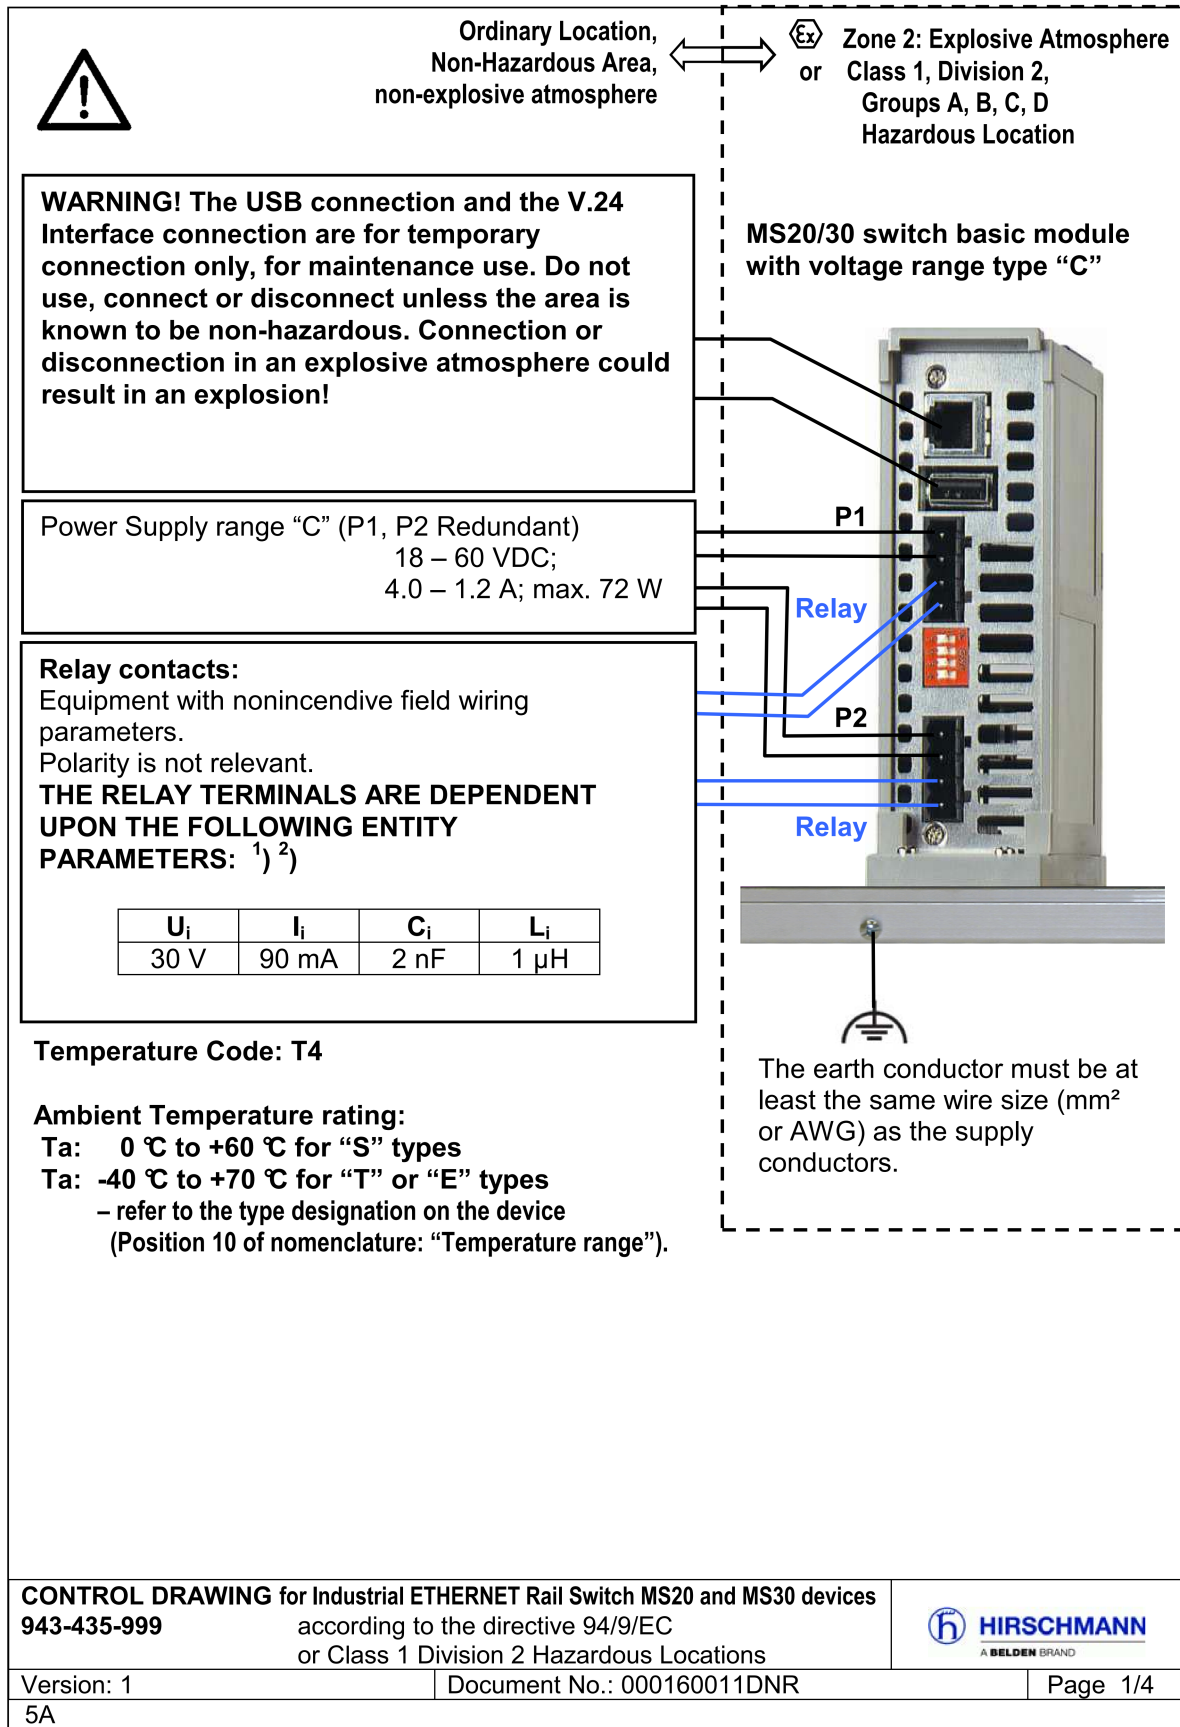 Ordinary Location,
Non-Hazardous Area,
non-explosive atmosphere
Ex Zone 2: Explosive Atmosphere
or Class 1, Division 2,
Groups A, B, C, D
Hazardous Location
WARNING! The USB connection and the V.24
Interface connection are for temporary
connection only, for maintenance use. Do not
use, connect or disconnect unless the area is
known to be non-hazardous. Connection or
disconnection in an explosive atmosphere could
result in an explosion!
MS20/30 switch basic module
with voltage range type “C”
Power Supply range “C” (P1, P2 Redundant)
18 – 60 VDC;
4.0 – 1.2 A; max. 72 W
P1
Relay
P2
Relay
Relay contacts:
Equipment with nonincendive field wiring
parameters.
Polarity is not relevant.
THE RELAY TERMINALS ARE DEPENDENT
UPON THE FOLLOWING ENTITY
PARAMETERS: ¹) ²)
Uᵢ Iᵢ Cᵢ Lᵢ
30 V 90 mA 2 nF 1 µH
The earth conductor must be at
least the same wire size (mm²
or AWG) as the supply
conductors.
Temperature Code: T4
Ambient Temperature rating:
Ta: 0 °C to +60 °C for “S” types
Ta: -40 °C to +70 °C for “T” or “E” types
– refer to the type designation on the device
(Position 10 of nomenclature: “Temperature range”).
CONTROL DRAWING for Industrial ETHERNET Rail Switch MS20 and MS30 devices
943-435-999 according to the directive 94/9/EC
or Class 1 Division 2 Hazardous Locations
HIRSCHMANN
A BELDEN BRAND
Version: 1 Document No.: 000160011DNR Page 1/4
5A